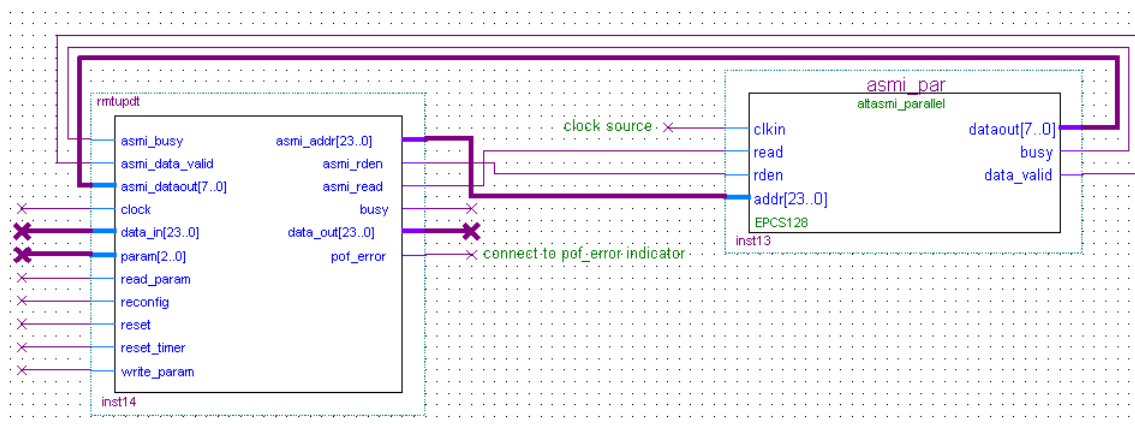 asmi_par
rmtupdt
altasmi_parallel
clock source
clkin
dataout[7..0]
asmi_busy
asmi_addr[23..0]
read
busy
asmi_data_valid
asmi_rden
rden
data_valid
asmi_dataout[7..0]
asmi_read
addr[23..0]
clock
busy
EPCS128
data_in[23..0]
data_out[23..0]
inst13
param[2..0]
pof_error
connect to pof_error indicator
read_param
reconfig
reset
reset_timer
write_param
inst14